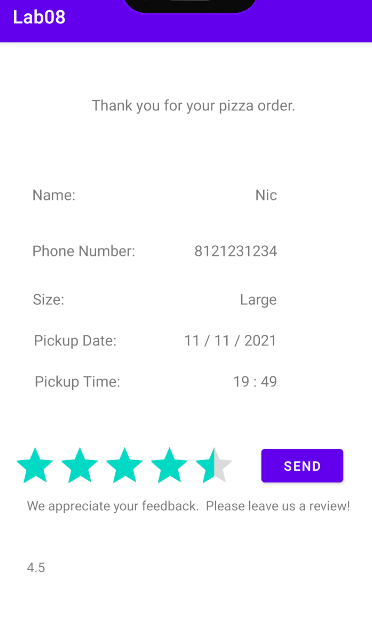 Lab08
Thank you for your pizza order.
Name: Nic
Phone Number: 8121231234
Size: Large
Pickup Date: 11 / 11 / 2021
Pickup Time: 19 : 49
SEND
We appreciate your feedback.  Please leave us a review!
4.5